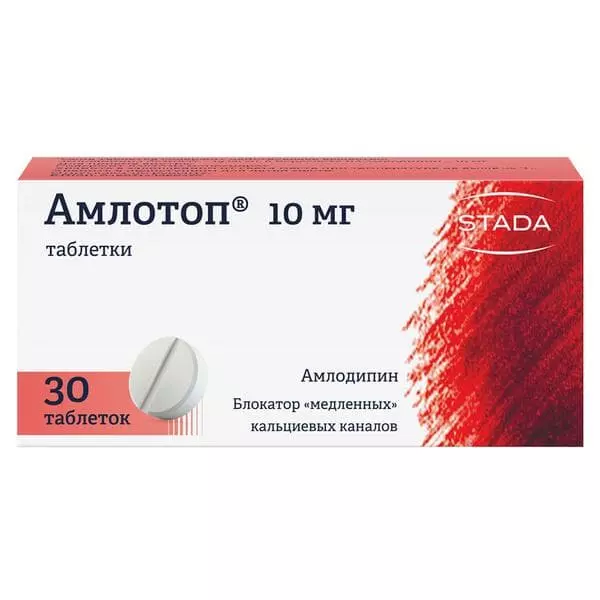 Амлотоп® 10 мг
таблетки
STADA
30
таблеток
Амлодипин
Блокатор «медленных»
кальциевых каналов